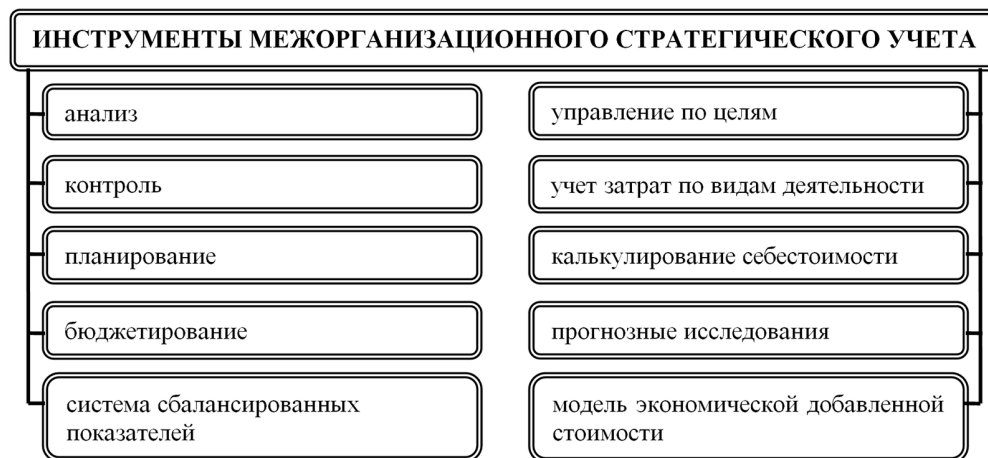 ИНСТРУМЕНТЫ МЕЖОРГАНИЗАЦИОННОГО СТРАТЕГИЧЕСКОГО УЧЕТА
анализ
контроль
планирование
бюджетирование
система сбалансированных
показателей
управление по целям
учет затрат по видам деятельности
калькулирование себестоимости
прогнозные исследования
модель экономической добавленной
стоимости